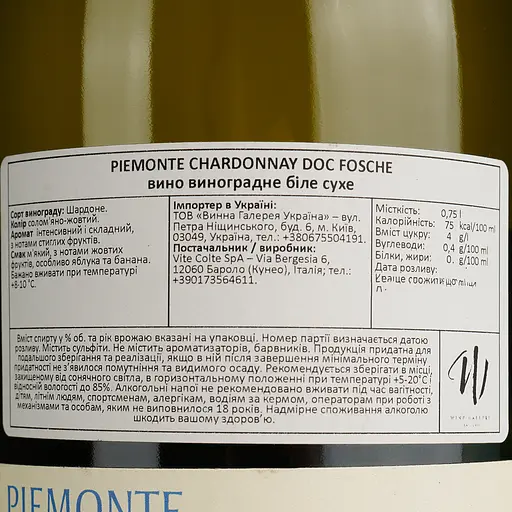 PIEMONTE CHARDONNAY DOC FOSCHE
вино виноградне біле сухе
Сорт винограду: Шардоне.
Колір солом'яно-жовтий.
Аромат Інтенсивний і складний,
з нотами стиглих фруктів.
Смак м'який, з нотами жовтих
фруктів, особливо яблука та банана.
Бажано вживати при температурі
+8-10 °C.
Імпортер в Україні:
ТОВ «Винна Галерея Україна» – вул.
Петра Ніщинського, буд. 6, м. Київ,
03049, Україна, тел.: +380675504191.
Постачальник / виробник:
Vite Colte SpA – Via Bergesia 6,
12060 Бароло (Кунео), Італія; тел.:
+390173564611.
Місткість: 0,75 l
Калорійність: 75 kcal/100 ml
Вміст цукру: 4 g/l
Вуглеводи: 0,4 g/100 ml
Білки, жири: 0. g/100 ml
Дата розливу:
Вміст спирту у % об. та рік врожаю вказані на упаковці. Номер партії визначається датою
розливу. Містить сульфіти. Не містить ароматизаторів, барвників. Продукція придатна для
подальшого зберігання та реалізації, якщо в ній після завершення мінімального терміну
придатності не з'явилося помутніння та видимого осаду. Рекомендується зберігати в місці,
захищеному від сонячного світла, в горизонтальному положенні при температурі +5-20°C і
відносній вологості до 85%. Алкогольні напої не рекомендовано вживати під час вагітності,
дітям, літнім людям, спортсменам, алергікам, водіям за кермом, операторам при роботі з
механізмами та особам, яким не виповнилося 18 років. Надмірне споживання алкоголю
шкодить вашому здоров'ю.
PIEMONTE